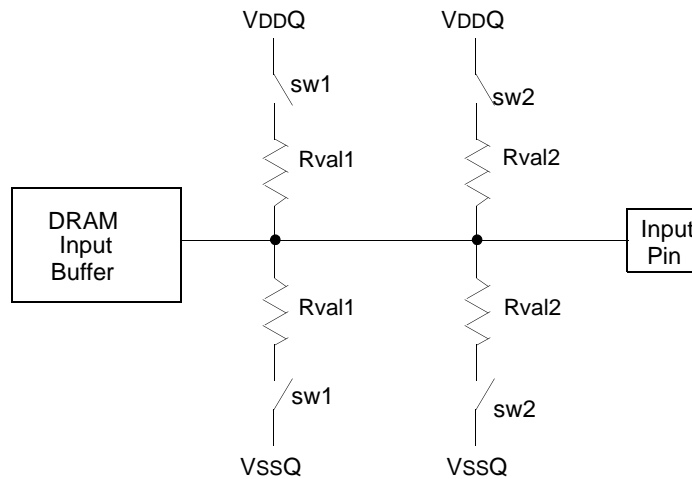 VDDQ VDDQ
sw1 sw2
Rval1 Rval2
DRAM
Input
Buffer
Input
Pin
Rval1 Rval2
sw1 sw2
VSSQ VSSQ